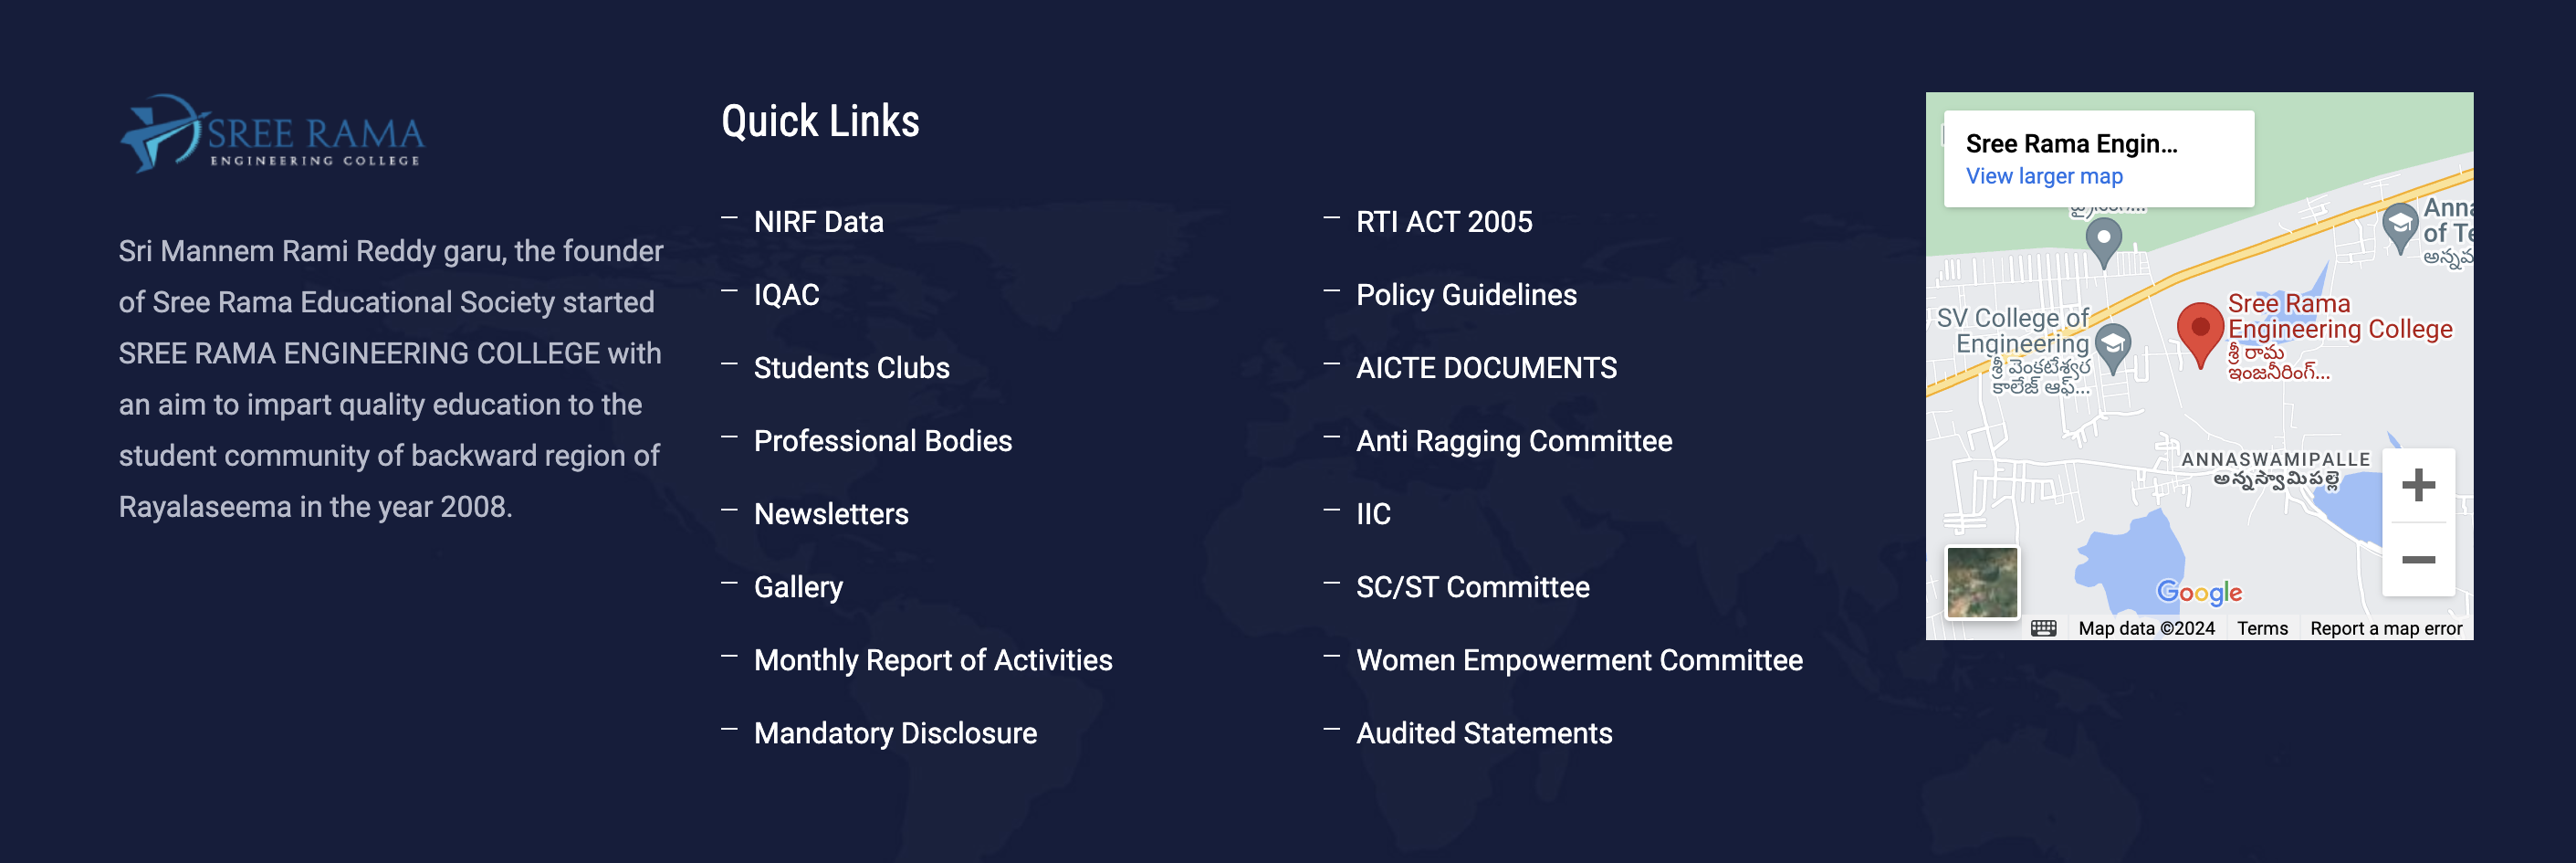 SREE RAMA
ENGINEERING COLLEGE
Sri Mannem Rami Reddy garu, the founder
of Sree Rama Educational Society started
SREE RAMA ENGINEERING COLLEGE with
an aim to impart quality education to the
student community of backward region of
Rayalaseema in the year 2008.
Quick Links
NIRF Data
IQAC
Students Clubs
Professional Bodies
Newsletters
Gallery
Monthly Report of Activities
Mandatory Disclosure
RTI ACT 2005
Policy Guidelines
AICTE DOCUMENTS
Anti Ragging Committee
IIC
SC/ST Committee
Women Empowerment Committee
Audited Statements
Sree Rama Engin...
View larger map
SV College of
Engineering
శ్రీ వెంకటేశ్వర
కాలేజ్ ఆఫ్...
Sree Rama
Engineering College
శ్రీ రామ
ఇంజనీరింగ్...
ANNASWAMIPALLE
అన్నస్వామిపల్లె
Google
Map data ©2024 Terms Report a map error